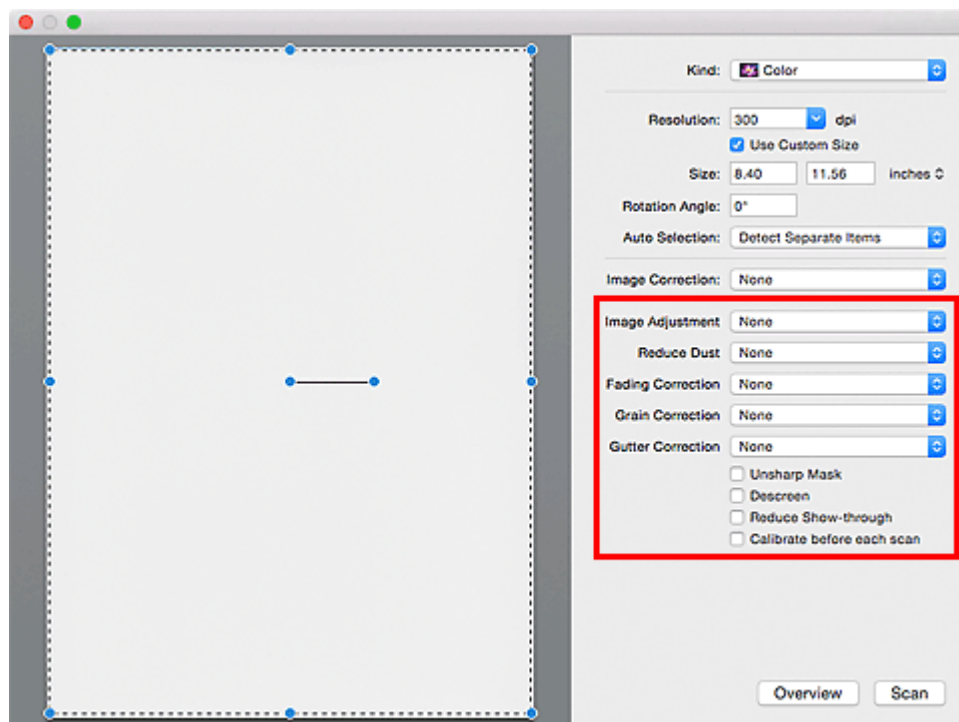 Kind: Color
Resolution: 300 dpi
Use Custom Size
Size: 8.40 11.56 inches
Rotation Angle: 0°
Auto Selection: Detect Separate Items
Image Correction: None
Image Adjustment None
Reduce Dust None
Fading Correction None
Grain Correction None
Gutter Correction None
Unsharp Mask
Descreen
Reduce Show-through
Calibrate before each scan
Overview Scan